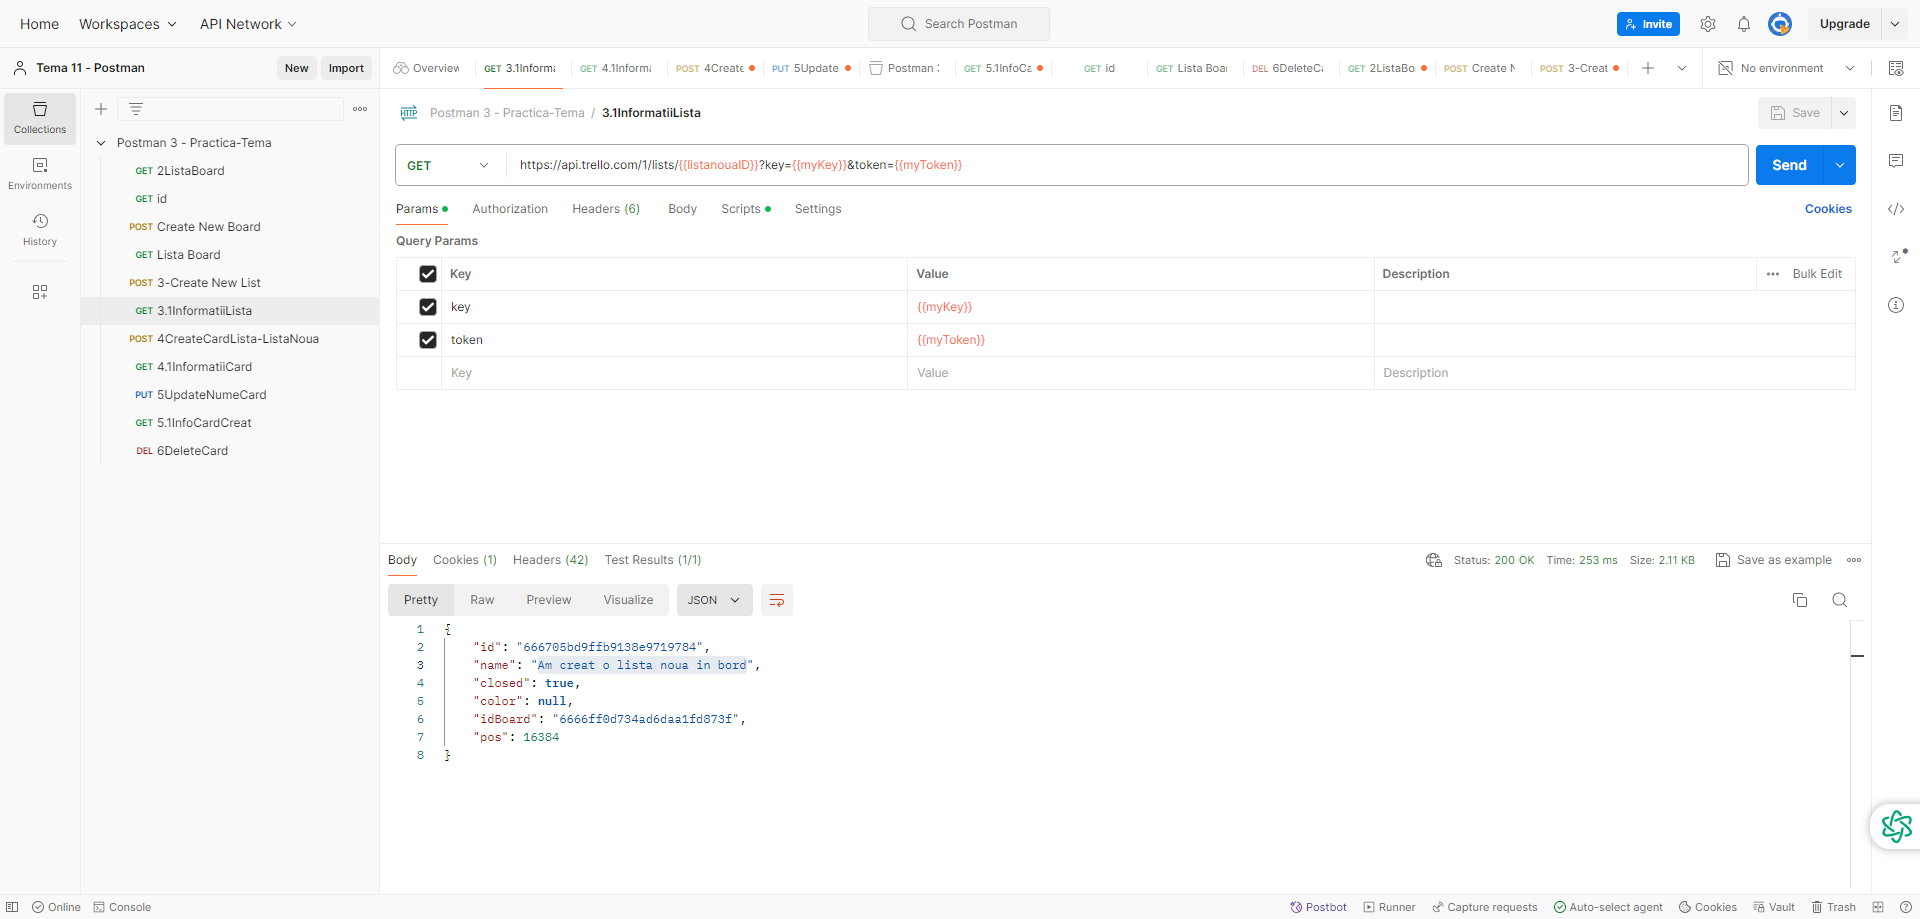 Home Workspaces API Network Search Postman Invite Upgrade
Tema 11 - Postman New Import Overview GET 3.1Informa GET 4.1Informa POST 4Create PUT 5Update Postman GET 5.1InfoCa GET id GET Lista Boa DEL 6DeleteCa GET 2ListaBo POST Create N POST 3-Creat No environment
Collections
Environments
History
Postman 3 - Practica-Tema
GET 2ListaBoard
GET id
POST Create New Board
GET Lista Board
POST 3-Create New List
GET 3.1InformatiiLista
POST 4CreateCardLista-ListaNoua
GET 4.1InformatiiCard
PUT 5UpdateNumeCard
GET 5.1InfoCardCreat
DEL 6DeleteCard
HTTP Postman 3 - Practica-Tema / 3.1InformatiiLista Save
GET https://api.trello.com/1/lists/{{listanouaID}}?key={{myKey}}&token={{myToken}} Send
Params Authorization Headers (6) Body Scripts Settings Cookies
Query Params
Key Value Description Bulk Edit
key {{myKey}}
token {{myToken}}
Key Value Description
Body Cookies (1) Headers (42) Test Results (1/1) Status: 200 OK Time: 253 ms Size: 2.11 KB Save as example
Pretty Raw Preview Visualize JSON
1 {
2 "id": "666705bd9ffb9138e9719784",
3 "name": "Am creat o lista noua in bord",
4 "closed": true,
5 "color": null,
6 "idBoard": "6666ff0d734ad6daa1fd873f",
7 "pos": 16384
8 }
Online Console Postbot Runner Capture requests Auto-select agent Cookies Vault Trash